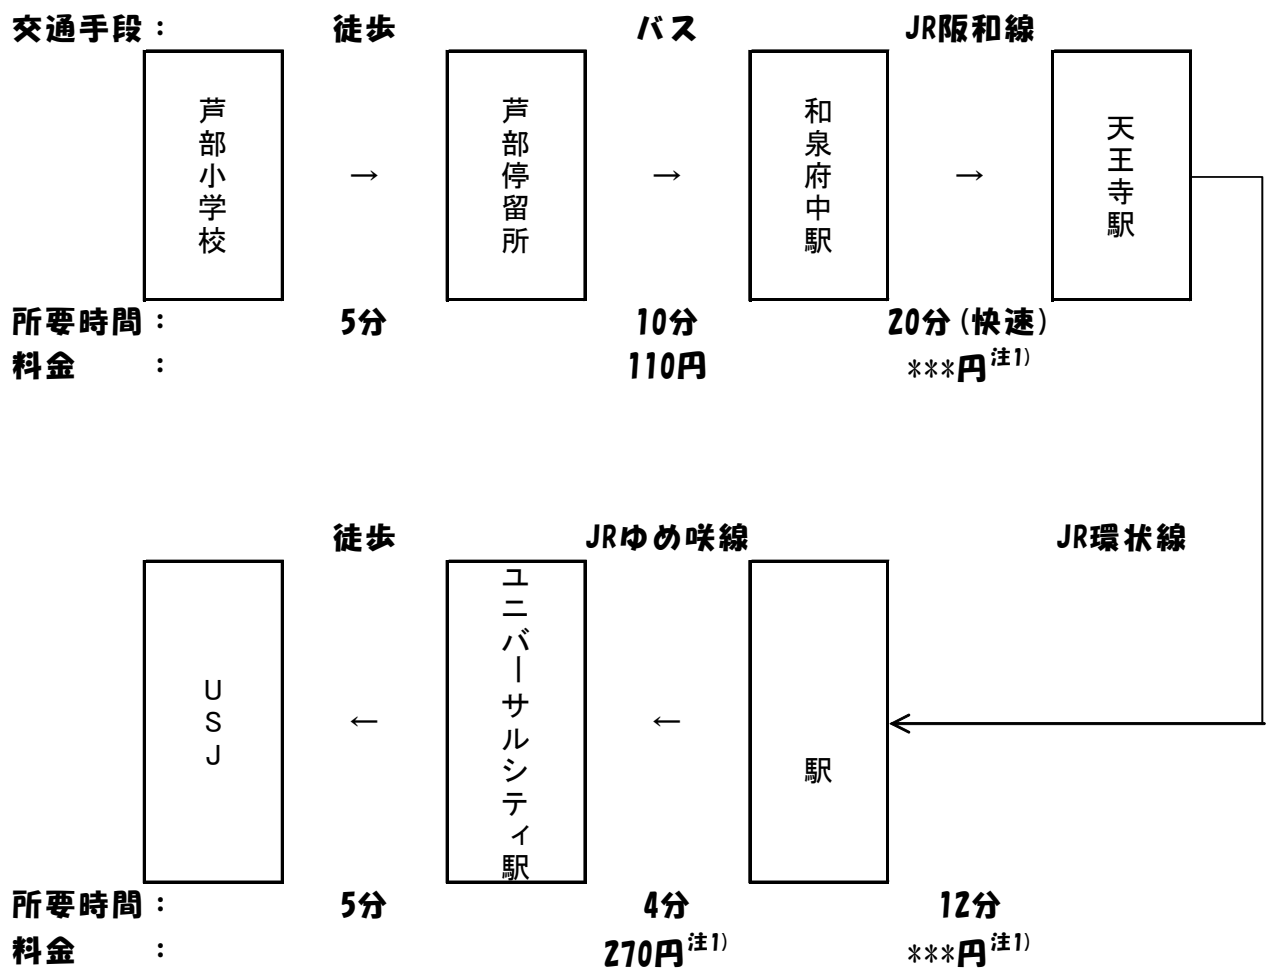 交通手段： 徒歩 バス JR阪和線
芦部小学校 → 芦部停留所 → 和泉府中駅 → 天王寺駅
所要時間： 5分 10分 20分（快速）
料金 ： 110円 ***円注1)
徒歩 JRゆめ咲線 JR環状線
USJ ← ユニバーサルシティ駅 ← 駅
所要時間： 5分 4分 12分
料金 ： 270円注1) ***円注1)